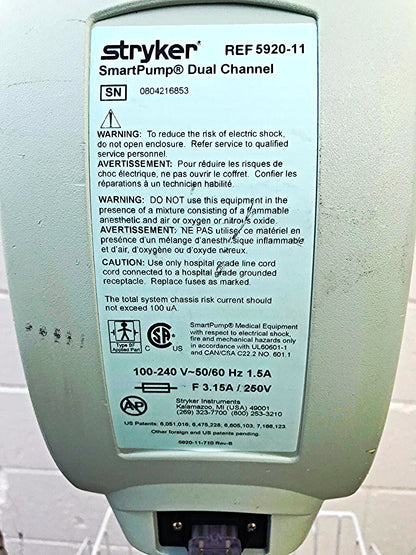 stryker® REF 5920-11
SmartPump® Dual Channel
SN 0804216853
WARNING: To reduce the risk of electric shock,
do not open enclosure. Refer service to qualified
service personnel.
AVERTISSEMENT: Pour réduire les risques de
choc électrique, ne pas ouvrir le coffret. Confier les
réparations à un technicien habilité.
WARNING: DO NOT use this equipment in the
presence of a mixture consisting of a flammable
anesthetic and air or oxygen or nitrous oxide.
AVERTISSEMENT: NE PAS utiliser ce matériel en
présence d'un mélange d'anesthésique inflammable
et d'air, d'oxygène ou d'oxyde nitreux.
CAUTION: Use only hospital grade line cord
cord connected to a hospital grade grounded
receptacle. Replace fuses as marked.
The total system chassis risk current should
not exceed 100 uA.
Type BF
Applied Part
C SA US
SmartPump® Medical Equipment
with respect to electrical shock,
fire and mechanical hazards only
in accordance with UL60601-1
and CAN/CSA C22.2 NO. 601.1
100-240 V~50/60 Hz 1.5A
F 3.15A / 250V
AP
Stryker Instruments
Kalamazoo, MI (USA) 49001
(269) 323-7700 (800) 253-3210
US Patents: 6,051,016, 6,475,228, 6,605,103, 7,166,123.
Other foreign and US patents pending.
5920-11-710 Rev-B